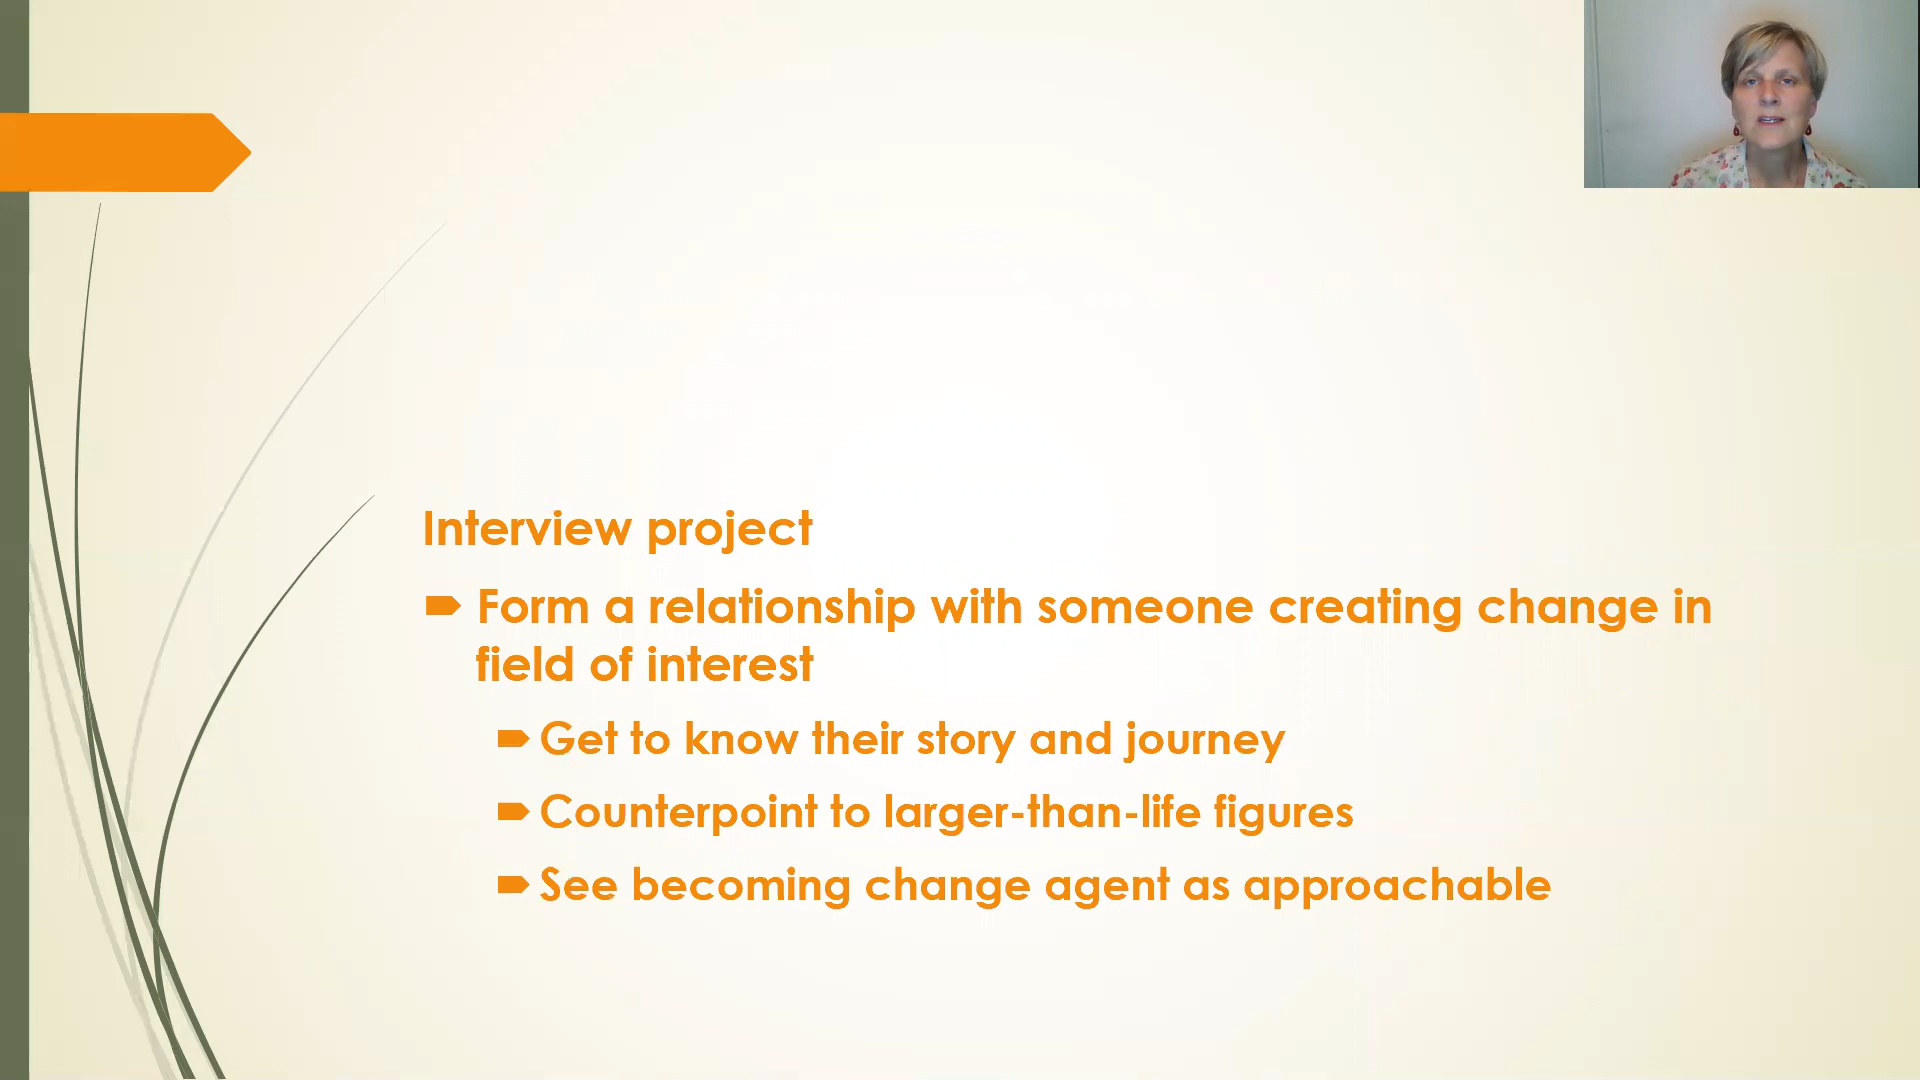 Interview project
Form a relationship with someone creating change in
field of interest
Get to know their story and journey
Counterpoint to larger-than-life figures
See becoming change agent as approachable